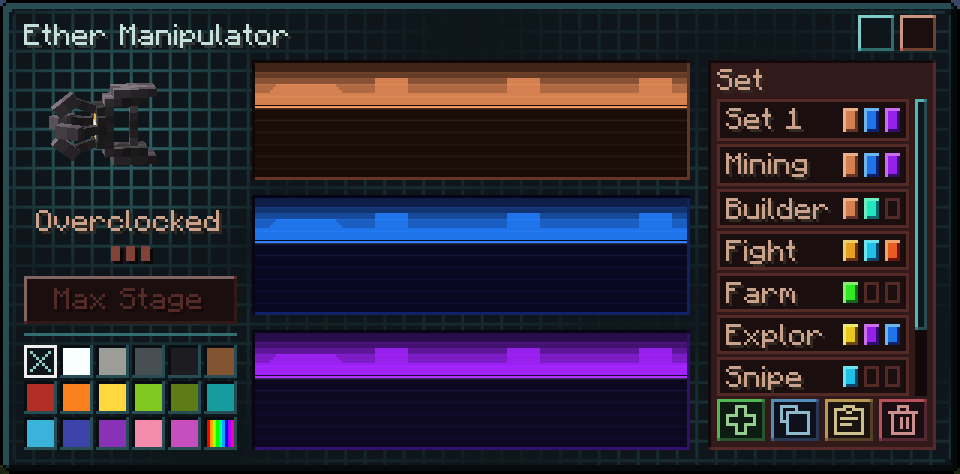 Ether Manipulator
Overclocked
Max Stage
Set
Set 1
Mining
Builder
Fight
Farm
Explor
Snipe